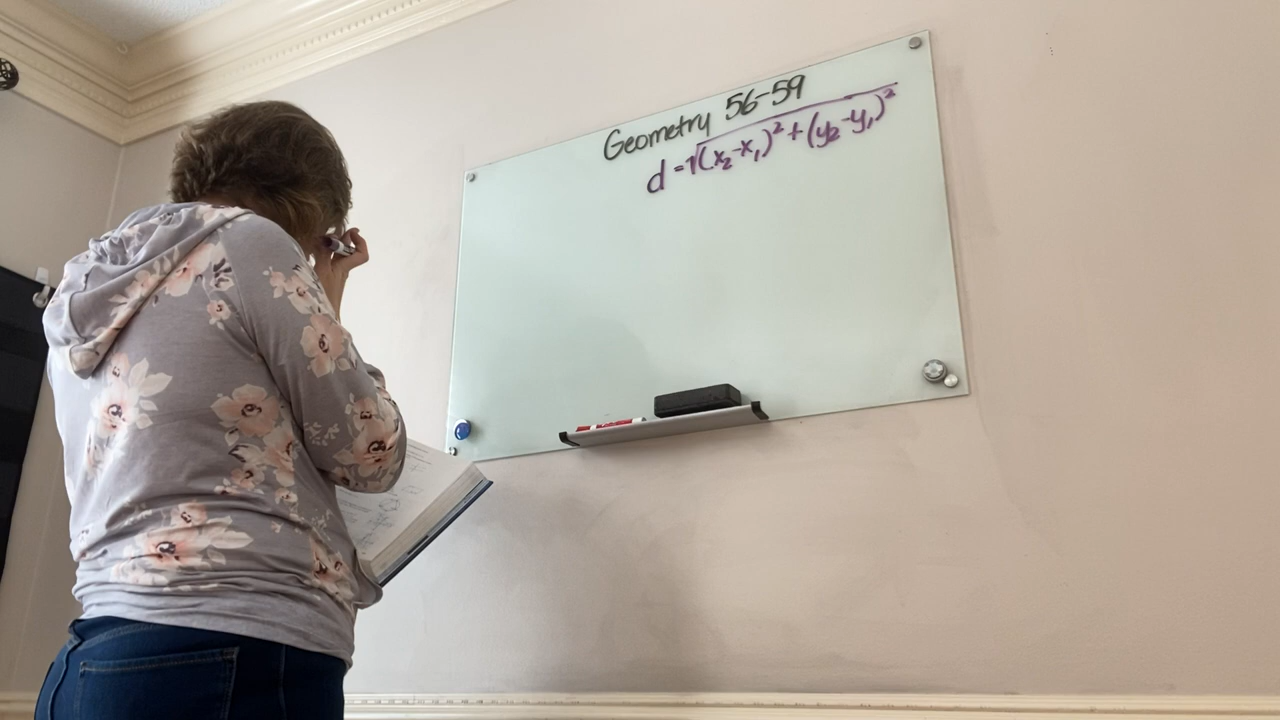 Geometry 56-59
d = √(x₂-x₁)² + (y₂-y₁)²